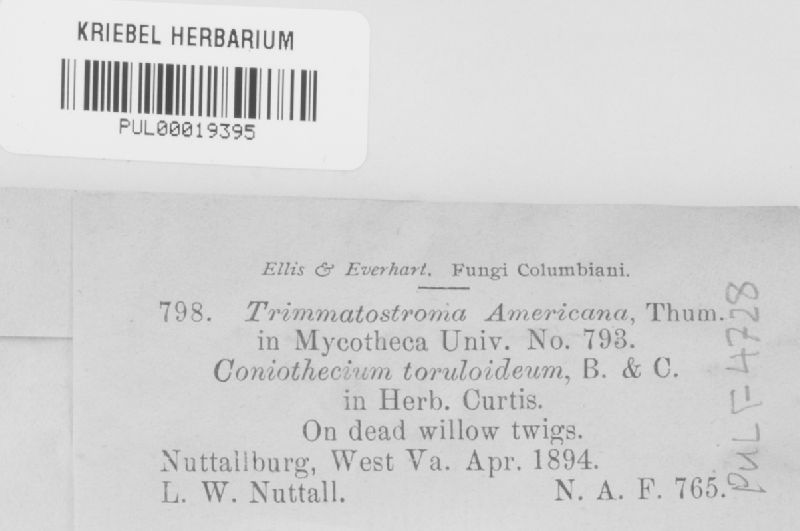 KRIEBEL HERBARIUM
PUL00019395
Ellis & Everhart. Fungi Columbiani.
798. Trimmatostroma Americana, Thum.
in Mycotheca Univ. No. 793.
Coniothecium toruloideum, B. & C.
in Herb. Curtis.
On dead willow twigs.
Nuttallburg, West Va. Apr. 1894.
L. W. Nuttall. N. A. F. 765.
PUL F4728